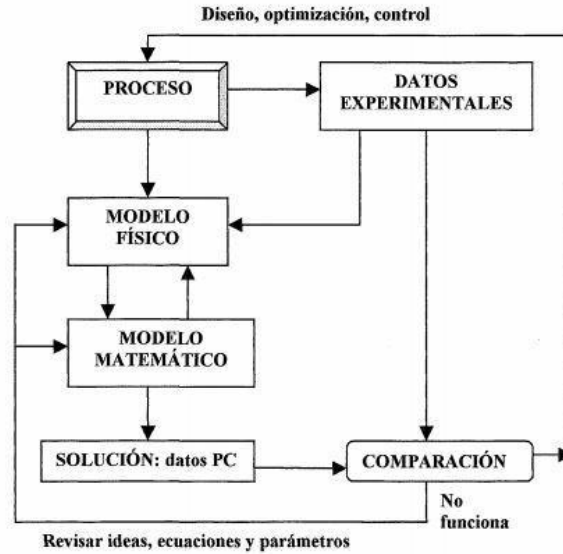 Diseño, optimización, control
PROCESO
DATOS
EXPERIMENTALES
MODELO
FÍSICO
MODELO
MATEMÁTICO
SOLUCIÓN: datos PC
COMPARACIÓN
No
funciona
Revisar ideas, ecuaciones y parámetros